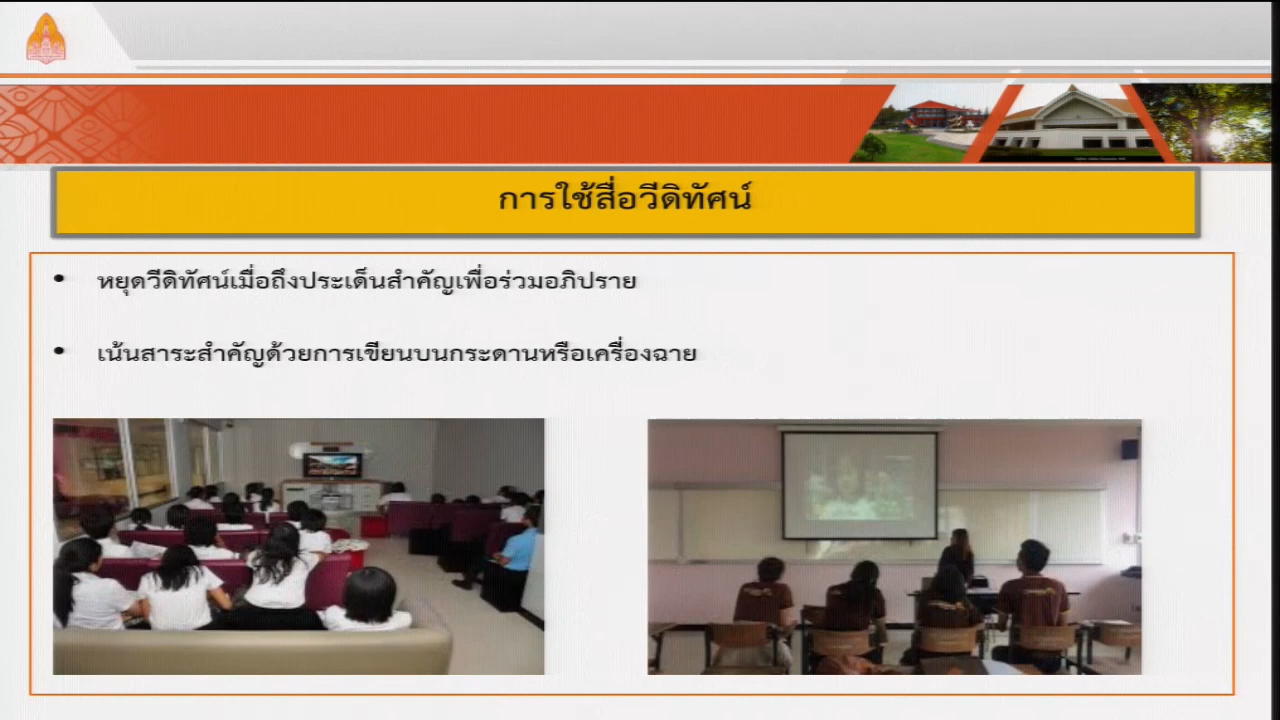 การใช้สื่อวีดิทัศน์
หยุดวีดิทัศน์เมื่อถึงประเด็นสำคัญเพื่อร่วมอภิปราย
เน้นสาระสำคัญด้วยการเขียนบนกระดานหรือเครื่องฉาย